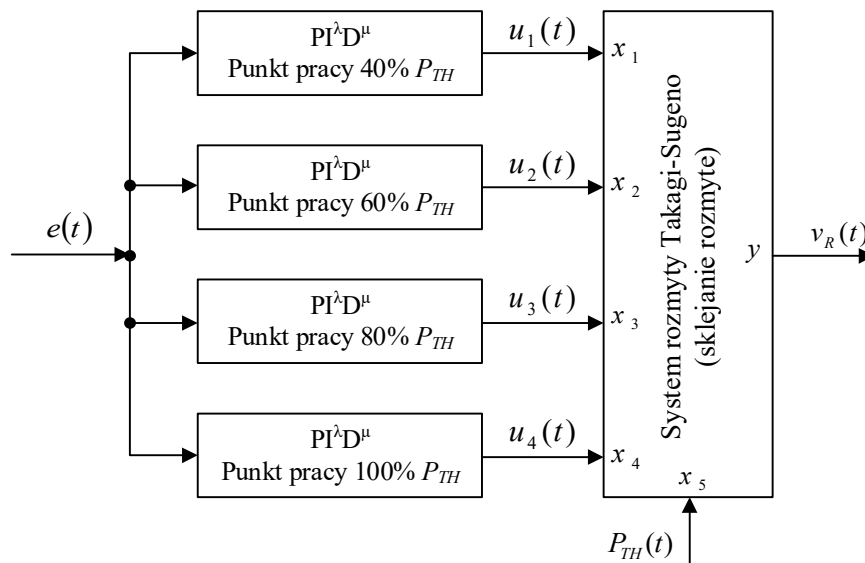 PI^λD^μ
Punkt pracy 40% P_TH
u_1(t)
x_1
PI^λD^μ
Punkt pracy 60% P_TH
u_2(t)
x_2
e(t)
PI^λD^μ
Punkt pracy 80% P_TH
u_3(t)
x_3
PI^λD^μ
Punkt pracy 100% P_TH
u_4(t)
x_4
x_5
System rozmyty Takagi-Sugeno
(sklejanie rozmyte)
y
v_R(t)
P_TH(t)